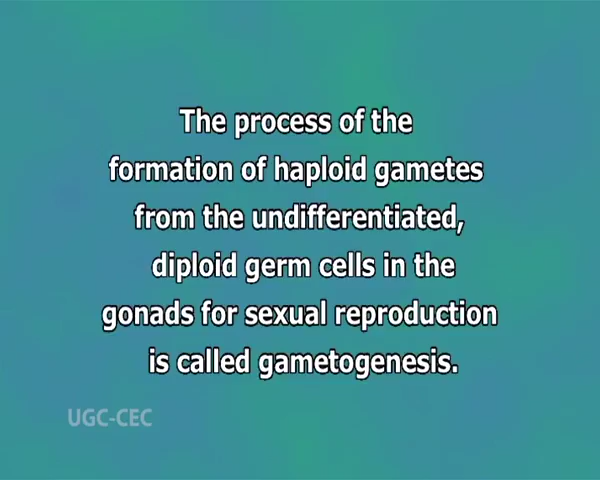 The process of the
formation of haploid gametes
from the undifferentiated,
diploid germ cells in the
gonads for sexual reproduction
is called gametogenesis.
UGC-CEC